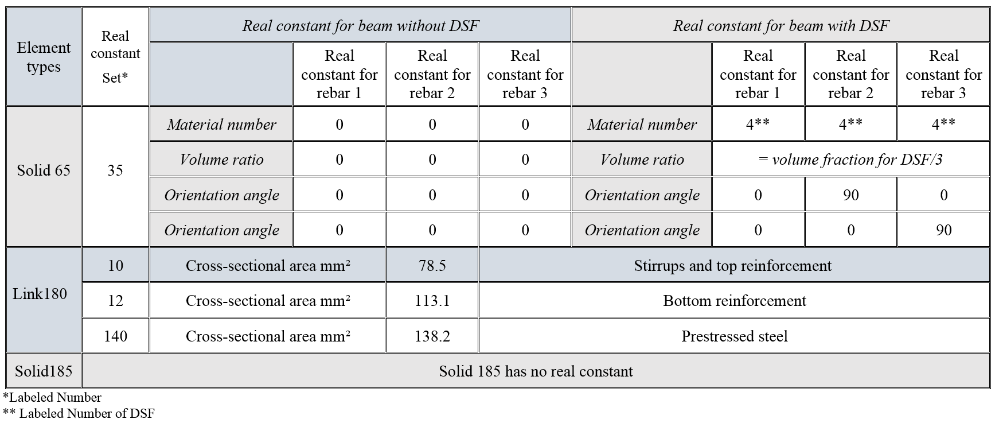 Element types
Real constant Set*
Real constant for beam without DSF
Real constant for beam with DSF
Real constant for rebar 1
Real constant for rebar 2
Real constant for rebar 3
Real constant for rebar 1
Real constant for rebar 2
Real constant for rebar 3
Solid 65
35
Material number 0 0 0 Material number 4** 4** 4**
Volume ratio 0 0 0 Volume ratio = volume fraction for DSF/3
Orientation angle 0 0 0 Orientation angle 0 90 0
Orientation angle 0 0 0 Orientation angle 0 0 90
Link180
10 Cross-sectional area mm² 78.5 Stirrups and top reinforcement
12 Cross-sectional area mm² 113.1 Bottom reinforcement
140 Cross-sectional area mm² 138.2 Prestressed steel
Solid185 Solid 185 has no real constant
*Labeled Number
** Labeled Number of DSF